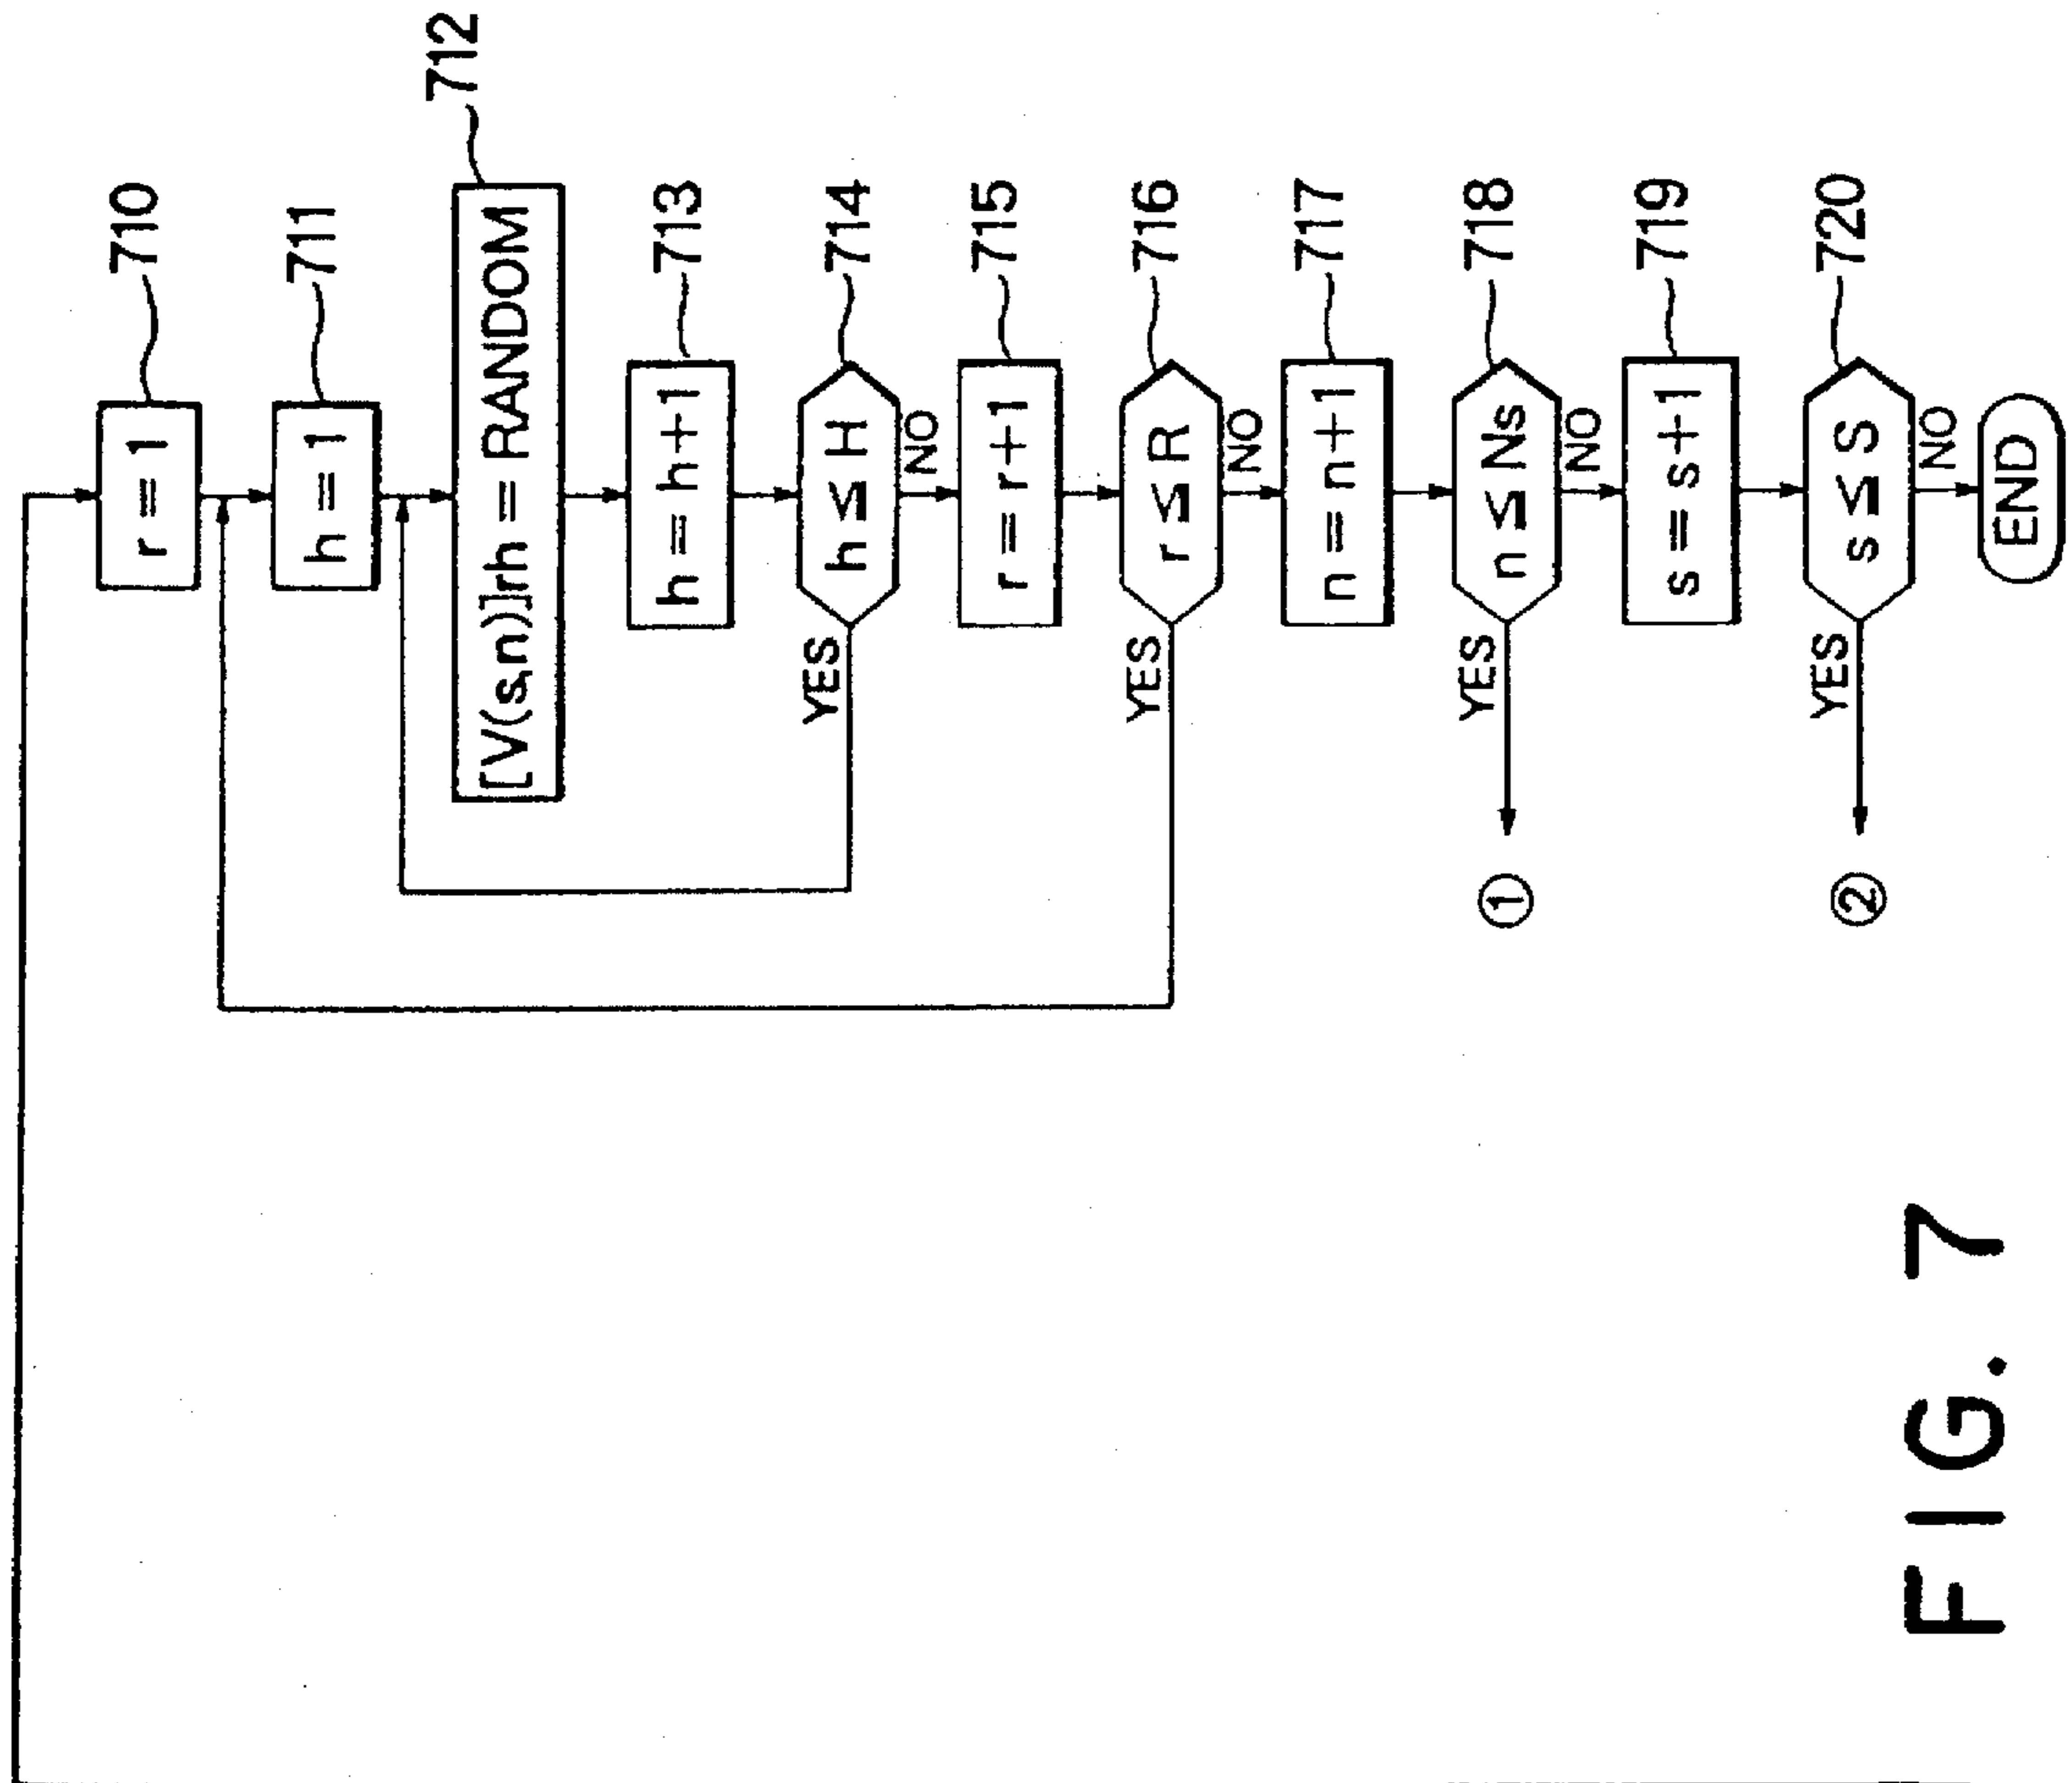 r = 1
710
h = 1
711
[V(s,n)]rh = RANDOM
712
h = h+1
713
h ≤ H
714
YES
NO
r = r+1
715
r ≤ R
716
YES
NO
n = n+1
717
n ≤ Ns
718
YES
①
NO
s = s+1
719
s ≤ S
720
YES
②
NO
END
FIG. 7